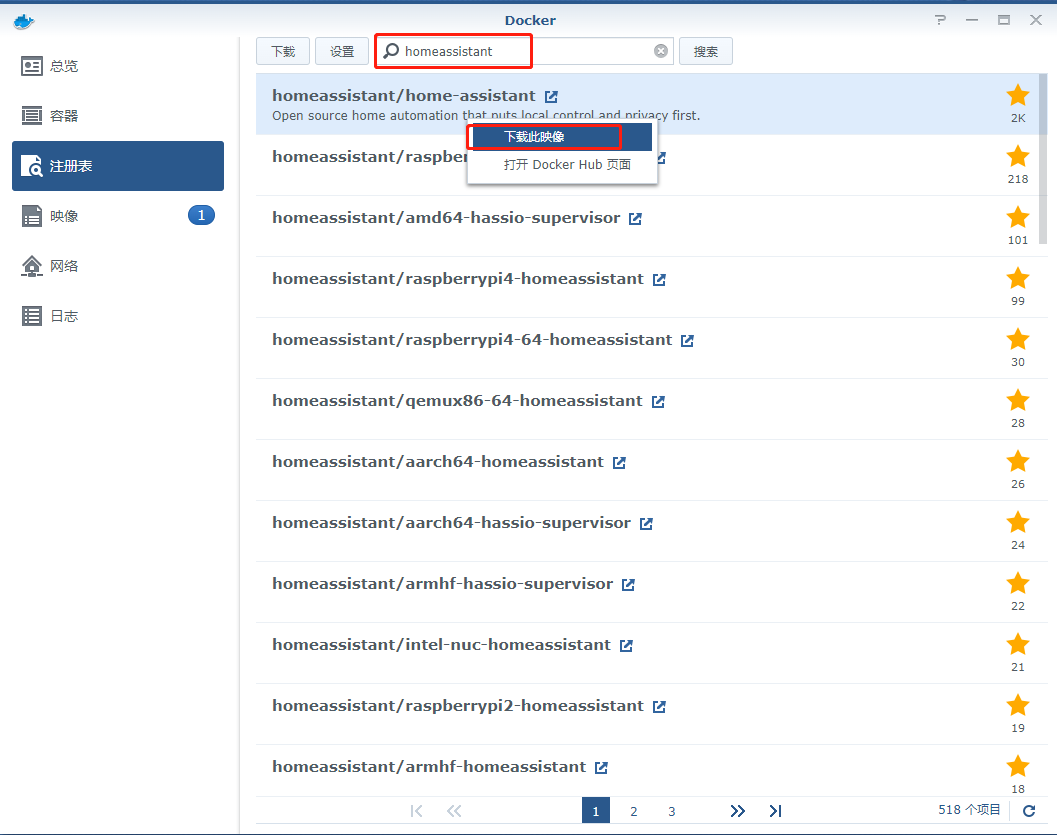 Docker
总览
容器
注册表
映像
1
网络
日志
下载
设置
homeassistant
搜索
homeassistant/home-assistant
Open source home automation that puts local control and privacy first.
2K
下载此映像
打开 Docker Hub 页面
homeassistant/raspber
218
homeassistant/amd64-hassio-supervisor
101
homeassistant/raspberrypi4-homeassistant
99
homeassistant/raspberrypi4-64-homeassistant
30
homeassistant/qemux86-64-homeassistant
28
homeassistant/aarch64-homeassistant
26
homeassistant/aarch64-hassio-supervisor
24
homeassistant/armhf-hassio-supervisor
22
homeassistant/intel-nuc-homeassistant
21
homeassistant/raspberrypi2-homeassistant
19
homeassistant/armhf-homeassistant
18
1 2 3
518 个项目